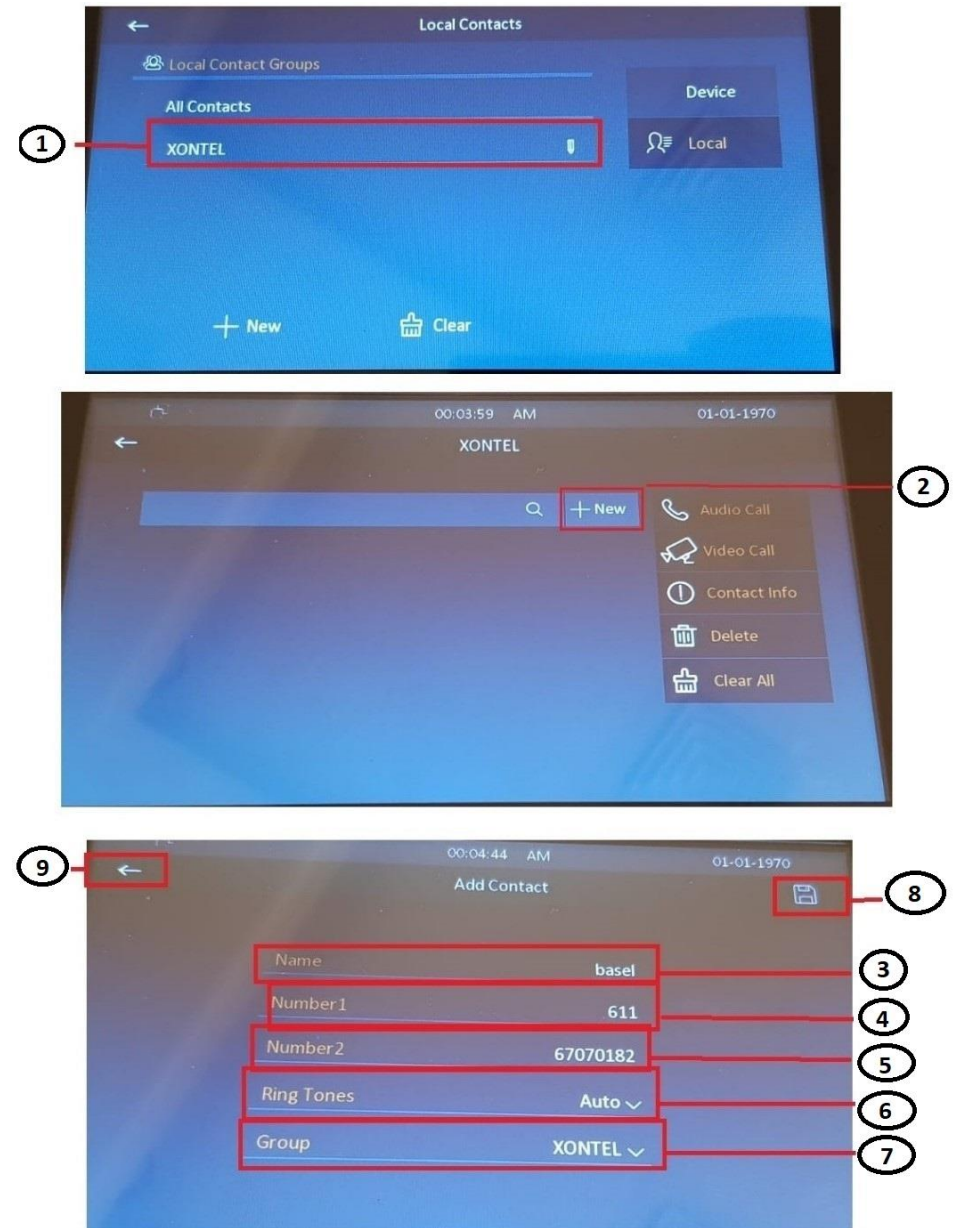 Local Contacts
Local Contact Groups
All Contacts
Device
1
XONTEL
Local
New
Clear
00:03:59 AM 01-01-1970
XONTEL
2
New
Audio Call
Video Call
Contact Info
Delete
Clear All
9
00:04:44 AM 01-01-1970
Add Contact
8
Name basel
3
Number1 611
4
Number2 67070182
5
Ring Tones Auto
6
Group XONTEL
7